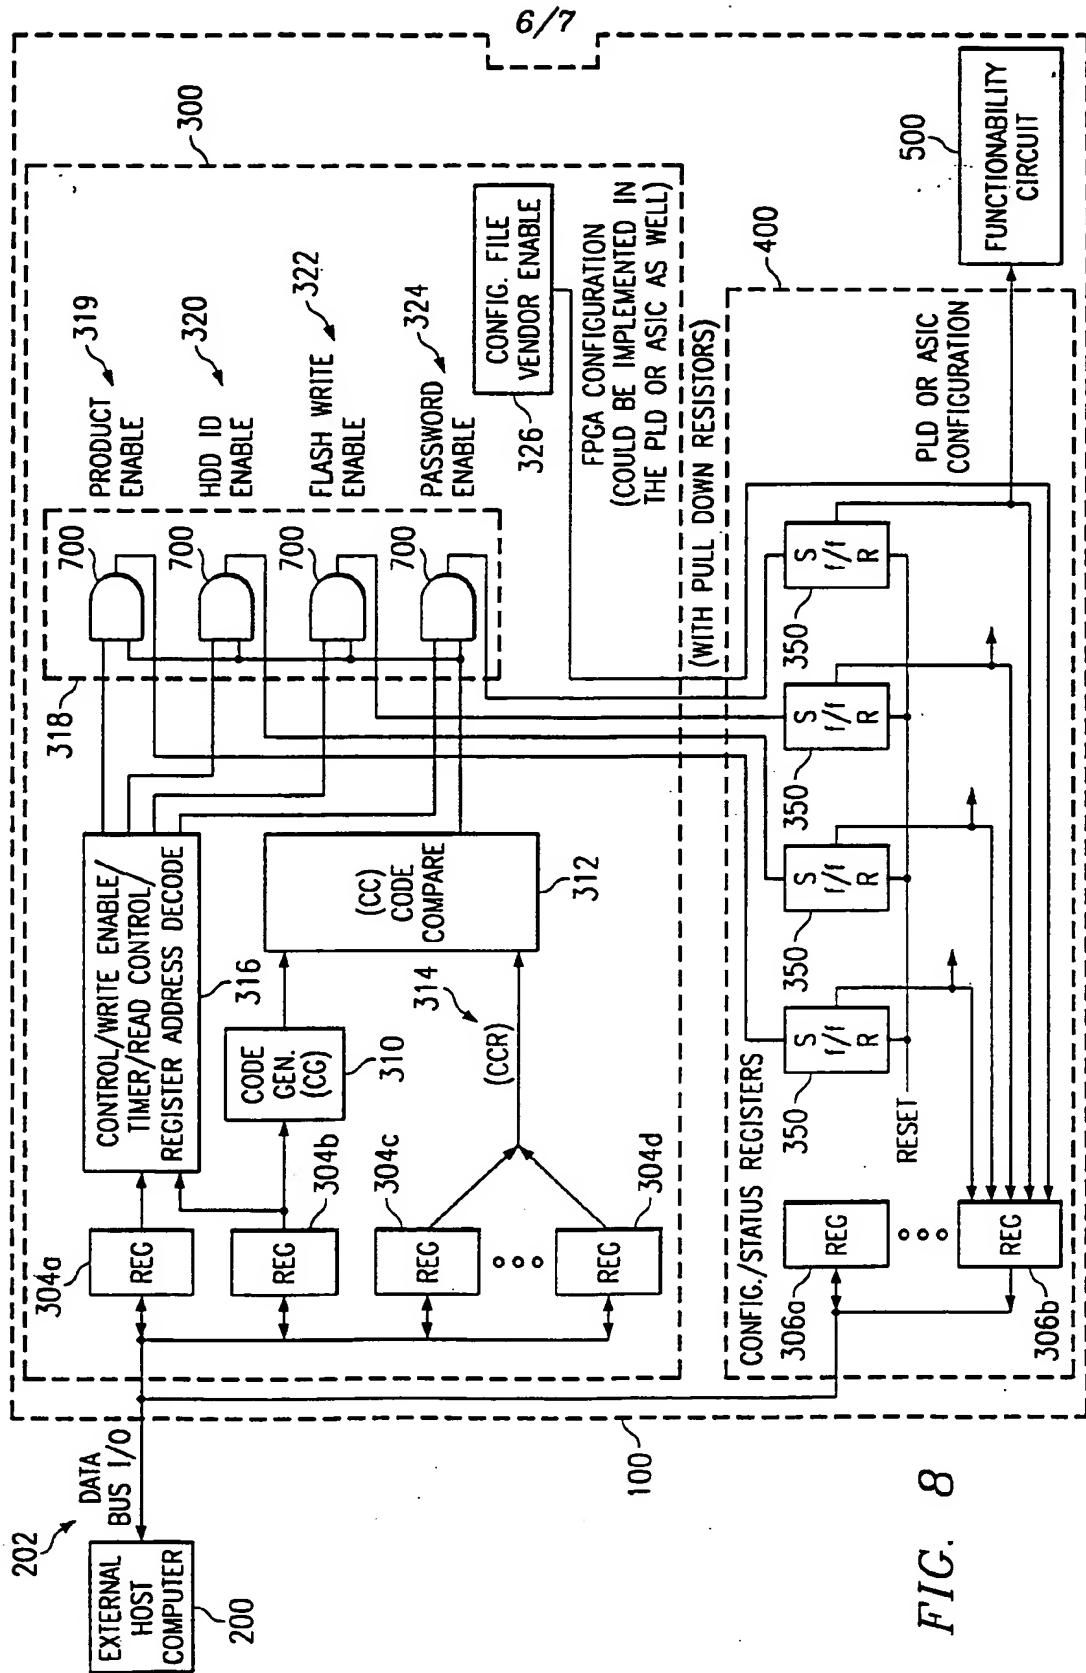 6/7
202
DATA
BUS I/O
EXTERNAL
HOST
COMPUTER
200
100
300
304a
REG
REG
304b
304c
REG
REG
304d
CONTROL/WRITE ENABLE/
TIMER/READ CONTROL/
REGISTER ADDRESS DECODE
316
CODE
GEN.
(CG)
310
314
(CCR)
(CC)
CODE
COMPARE
312
318
700
700
700
700
PRODUCT
ENABLE
319
HDD ID
ENABLE
320
FLASH WRITE
ENABLE
322
PASSWORD
ENABLE
324
CONFIG. FILE
VENDOR ENABLE
326
FPGA CONFIGURATION
(COULD BE IMPLEMENTED IN
THE PLD OR ASIC AS WELL)
(WITH PULL DOWN RESISTORS)
400
CONFIG./STATUS REGISTERS
306a
REG
REG
306b
RESET
350
S
f/f
R
350
S
f/f
R
350
S
f/f
R
350
S
f/f
R
PLD OR ASIC
CONFIGURATION
500
FUNCTIONABILITY
CIRCUIT
FIG. 8